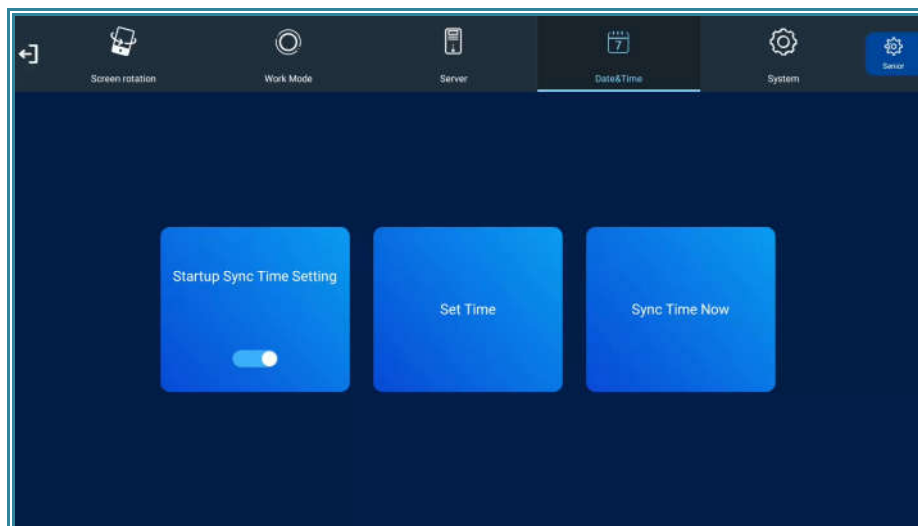 Screen rotation
Work Mode
Server
7
Date&Time
System
Senior
Startup Sync Time Setting
Set Time
Sync Time Now